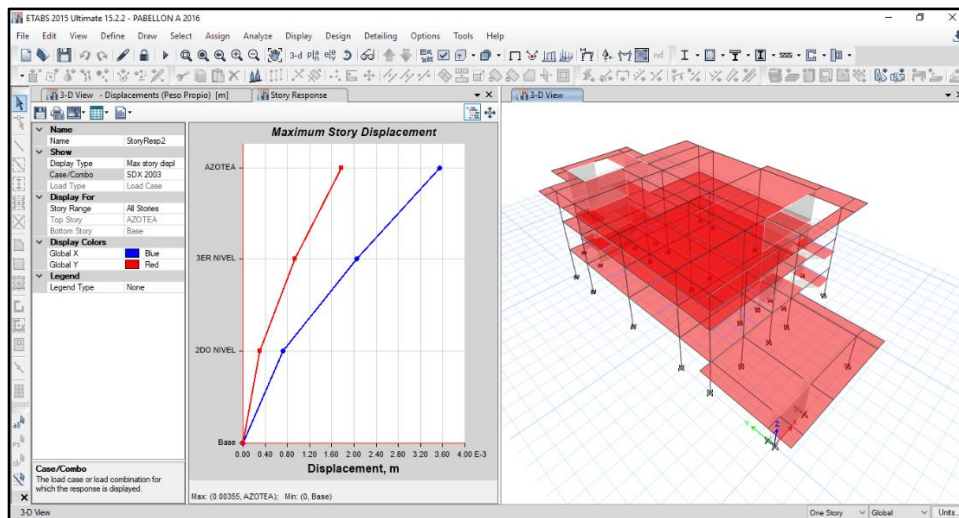 ETABS 2015 Ultimate 15.2.2 - PABELLON A 2016
File Edit View Define Draw Select Assign Analyze Display Design Detailing Options Tools Help
3-d
3-D View - Displacements (Peso Propio) [m]
Story Response
3-D View
Name
Name StoryResp2
Show
Display Type Max story displ
Case/Combo SDX 2003
Load Type Load Case
Display For
Story Range All Stories
Top Story AZOTEA
Bottom Story Base
Display Colors
Global X Blue
Global Y Red
Legend
Legend Type None
Case/Combo
The load case or load combination for
which the response is displayed.
Maximum Story Displacement
AZOTEA
3ER NIVEL
2DO NIVEL
Base
0.00 0.40 0.80 1.20 1.60 2.00 2.40 2.80 3.20 3.60 4.00 E-3
Displacement, m
Max: (0.00355, AZOTEA); Min: (0, Base)
Y Z X
3-D View
One Story Global Units...